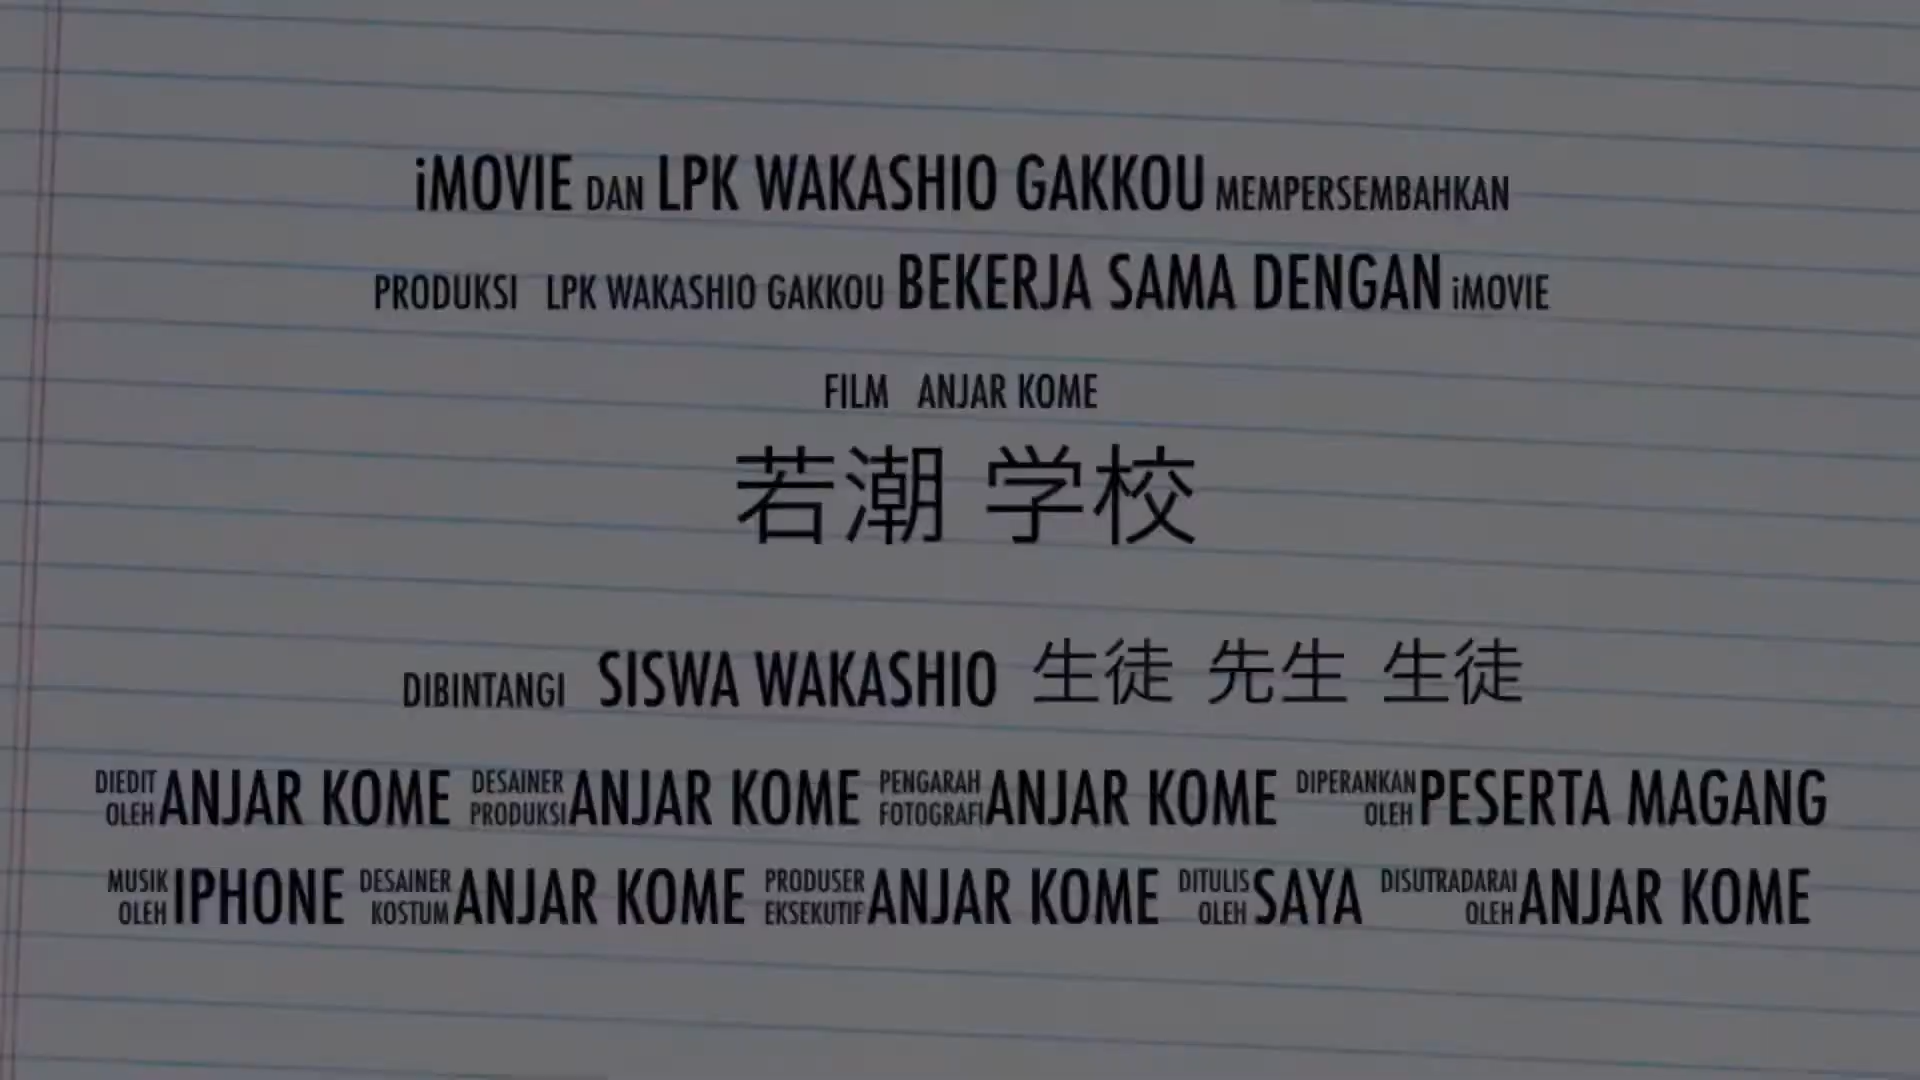 iMOVIE DAN LPK WAKASHIO GAKKOU MEMPERSEMBAHKAN
PRODUKSI LPK WAKASHIO GAKKOU BEKERJA SAMA DENGAN iMOVIE
FILM ANJAR KOME
若潮 学校
DIBINTANGI SISWA WAKASHIO 生徒 先生 生徒
DIEDIT OLEH ANJAR KOME DESAINER PRODUKSI ANJAR KOME PENGARAH FOTOGRAFI ANJAR KOME DIPERANKAN OLEH PESERTA MAGANG
MUSIK OLEH IPHONE DESAINER KOSTUM ANJAR KOME PRODUSER EKSEKUTIF ANJAR KOME DITULIS OLEH SAYA DISUTRADARAI OLEH ANJAR KOME